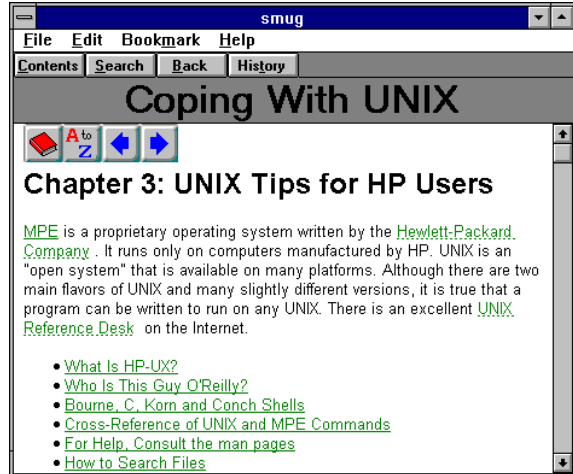 smug
File Edit Bookmark Help
Contents Search Back History
Coping With UNIX
A to Z
Chapter 3: UNIX Tips for HP Users
MPE is a proprietary operating system written by the Hewlett-Packard
Company . It runs only on computers manufactured by HP. UNIX is an
"open system" that is available on many platforms. Although there are two
main flavors of UNIX and many slightly different versions, it is true that a
program can be written to run on any UNIX. There is an excellent UNIX
Reference Desk on the Internet.
• What Is HP-UX?
• Who Is This Guy O'Reilly?
• Bourne, C, Korn and Conch Shells
• Cross-Reference of UNIX and MPE Commands
• For Help, Consult the man pages
• How to Search Files